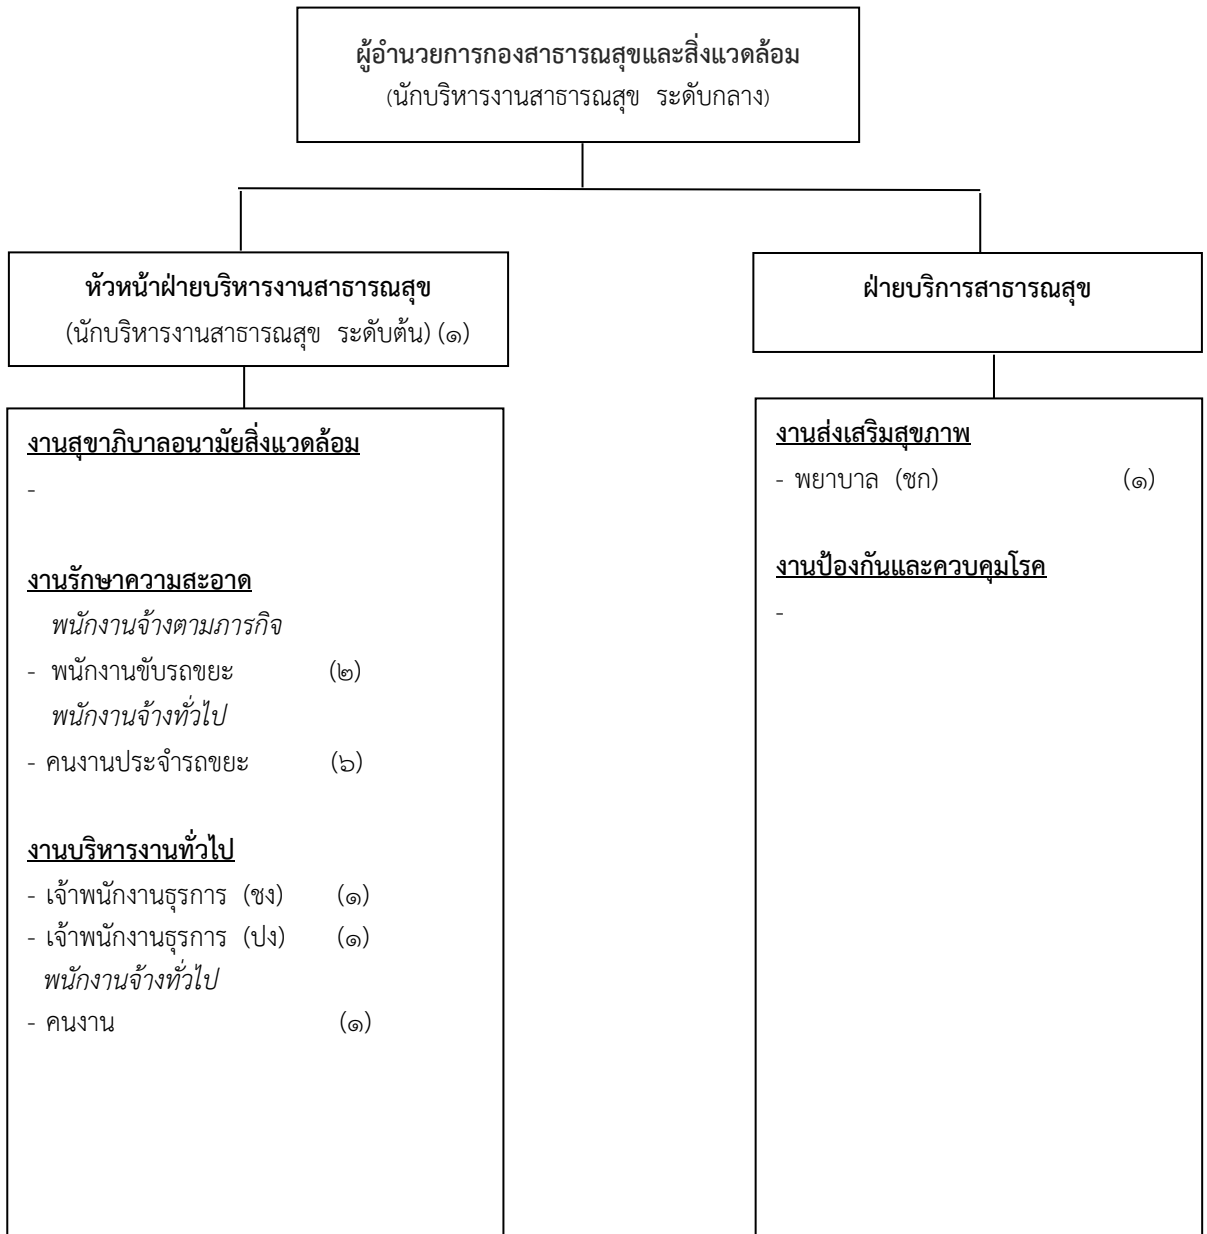 ผู้อำนวยการกองสาธารณสุขและสิ่งแวดล้อม
(นักบริหารงานสาธารณสุข ระดับกลาง)
หัวหน้าฝ่ายบริหารงานสาธารณสุข
(นักบริหารงานสาธารณสุข ระดับต้น) (๑)
งานสุขาภิบาลอนามัยสิ่งแวดล้อม
-
งานรักษาความสะอาด
พนักงานจ้างตามภารกิจ
- พนักงานขับรถขยะ (๒)
พนักงานจ้างทั่วไป
- คนงานประจำรถขยะ (๖)
งานบริหารงานทั่วไป
- เจ้าพนักงานธุรการ (ชง) (๑)
- เจ้าพนักงานธุรการ (ปง) (๑)
พนักงานจ้างทั่วไป
- คนงาน (๑)
ฝ่ายบริการสาธารณสุข
งานส่งเสริมสุขภาพ
- พยาบาล (ชก) (๑)
งานป้องกันและควบคุมโรค
-